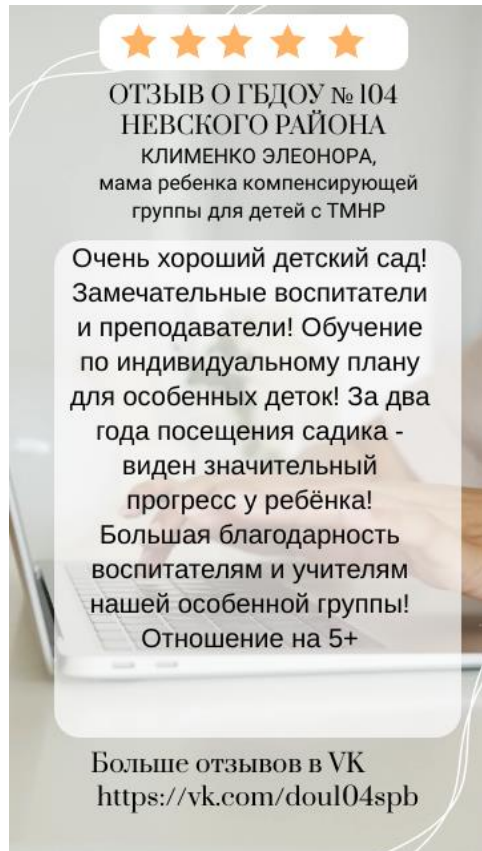 ОТЗЫВ О ГБДОУ № 104
НЕВСКОГО РАЙОНА
КЛИМЕНКО ЭЛЕОНОРА,
мама ребенка компенсирующей
группы для детей с ТМНР
Очень хороший детский сад!
Замечательные воспитатели
и преподаватели! Обучение
по индивидуальному плану
для особенных деток! За два
года посещения садика -
виден значительный
прогресс у ребёнка!
Большая благодарность
воспитателям и учителям
нашей особенной группы!
Отношение на 5+
Больше отзывов в VK
https://vk.com/dou104spb